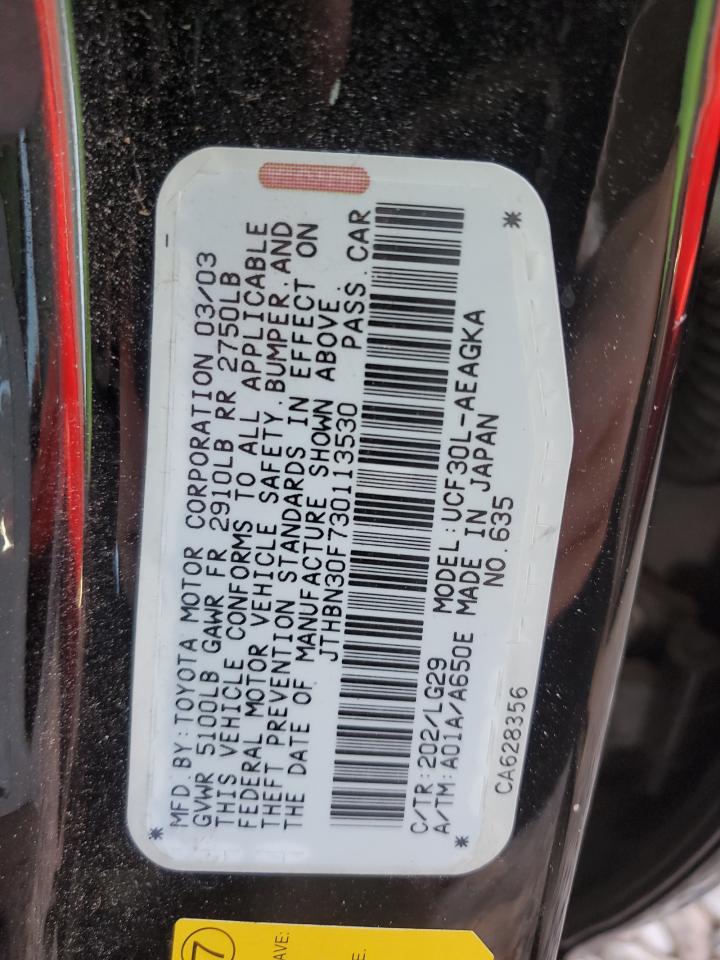 MFD.BY:TOYOTA MOTOR CORPORATION 03/03
GVWR 5100LB GAWR FR 2910LB RR 2750LB
THIS VEHICLE CONFORMS TO ALL APPLICABLE
FEDERAL MOTOR VEHICLE SAFETY,BUMPER,AND
THEFT PREVENTION STANDARDS IN EFFECT ON
THE DATE OF MANUFACTURE SHOWN ABOVE.
JTHBN30F730113530 PASS.CAR
C/TR:202/LG29 MODEL:UCF30L-AEAGKA
A/TM:A01A/A650E MADE IN JAPAN
NO.635
CA628356
7
AVE:
E.